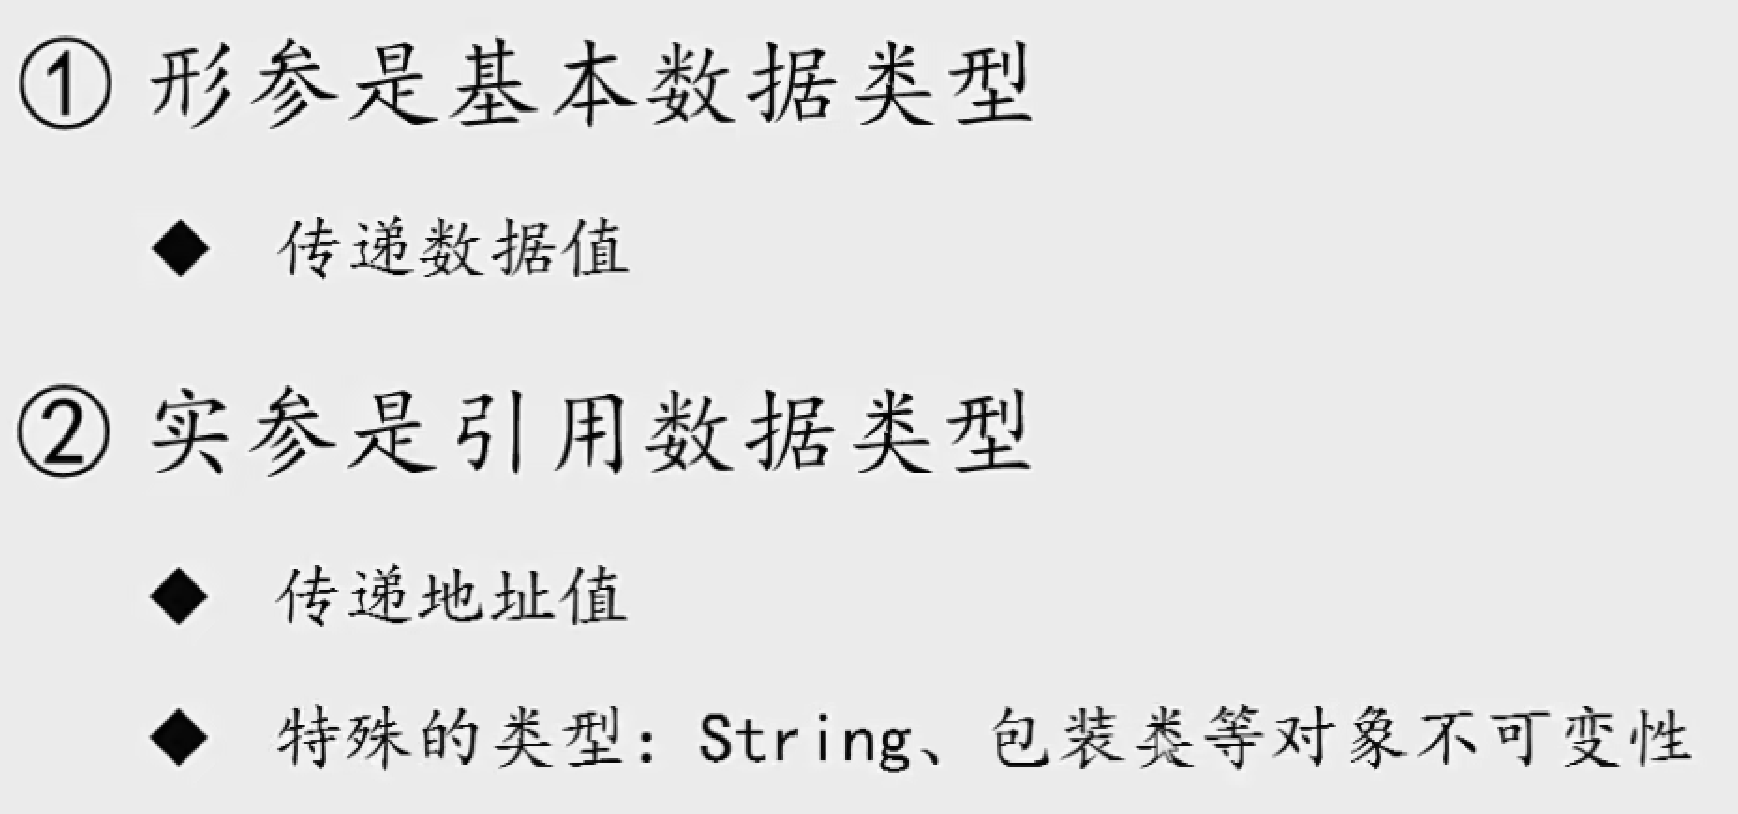 ① 形参是基本数据类型
◆ 传递数据值
② 实参是引用数据类型
◆ 传递地址值
◆ 特殊的类型：String、包装类等对象不可变性